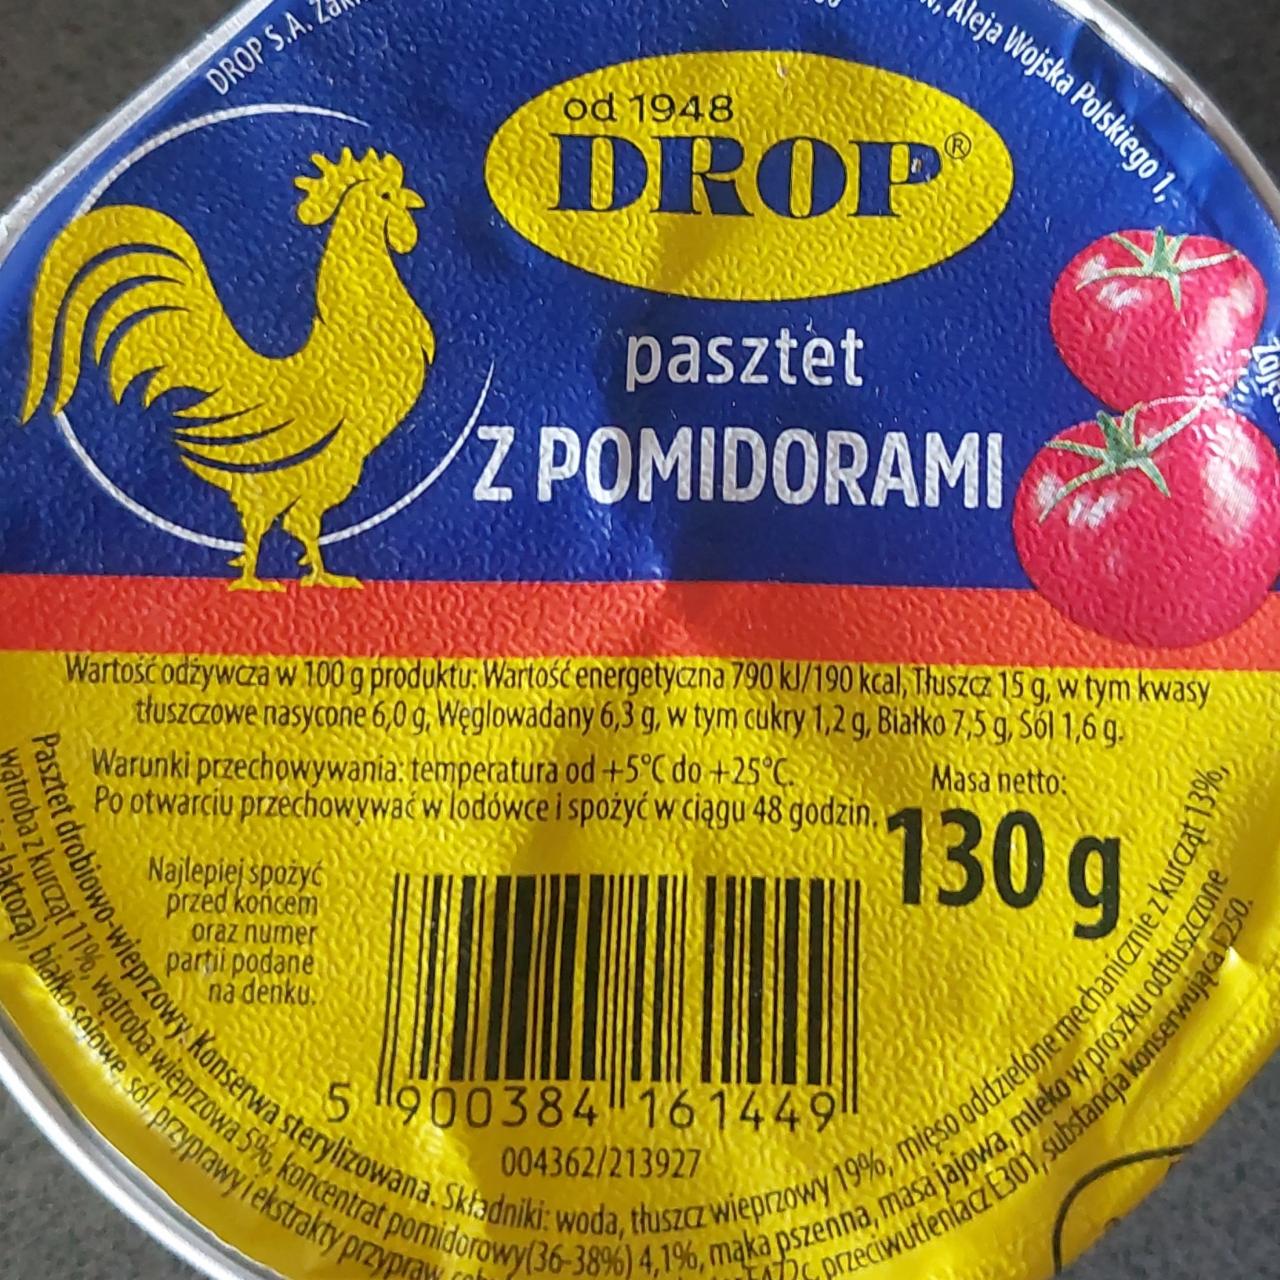 DROP S.A.
Aleja Wojska Polskiego 1,
od 1948
DROP®
pasztet
Z POMIDORAMI
Wartość odżywcza w 100 g produktu: Wartość energetyczna 790 kJ/190 kcal, Tłuszcz 15 g, w tym kwasy
tłuszczowe nasycone 6,0 g, Węglowadany 6,3 g, w tym cukry 1,2 g, Białko 7,5 g, Sól 1,6 g.
Warunki przechowywania: temperatura od +5°C do +25°C.
Po otwarciu przechowywać w lodówce i spożyć w ciągu 48 godzin.
Masa netto:
130 g
Najlepiej spożyć
przed końcem
oraz numer
partii podane
na denku.
5 900384 161449
004362/213927
Pasztet drobiowo-wieprzowy. Konserwa sterylizowana. Składniki: woda, tłuszcz wieprzowy 19%, mięso oddzielone mechanicznie z kurcząt 13%,
wątroba z kurcząt 11%, wątroba wieprzowa 5%, koncentrat pomidorowy(36-38%) 4,1%, mąka pszenna, masa jajowa, mleko w proszku odtłuszczone
laktozą), białko sojowe, sól, przyprawy i ekstrakty przypraw, E472c, przeciwutleniacz E301, substancja konserwująca E250.